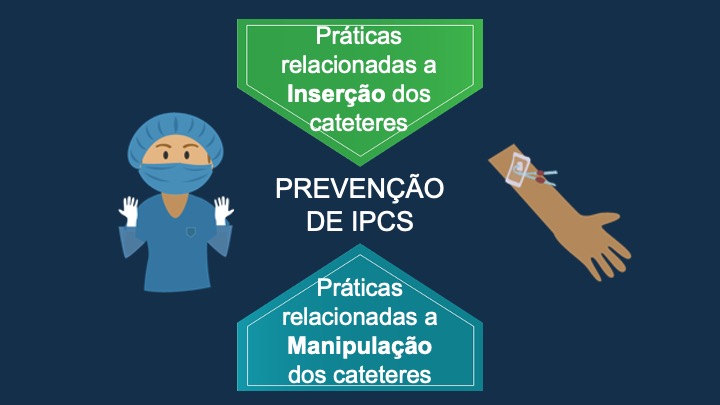 Práticas
relacionadas a
Inserção dos
cateteres
PREVENÇÃO
DE IPCS
Práticas
relacionadas a
Manipulação
dos cateteres